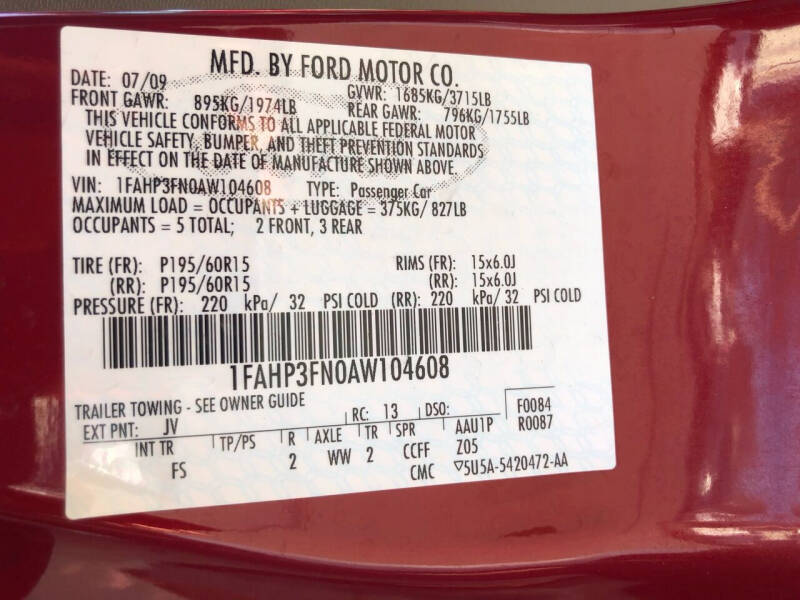 MFD. BY FORD MOTOR CO.
DATE: 07/09 GVWR: 1685KG/3715LB
FRONT GAWR: 895KG/1974LB REAR GAWR: 796KG/1755LB
THIS VEHICLE CONFORMS TO ALL APPLICABLE FEDERAL MOTOR
VEHICLE SAFETY, BUMPER, AND THEFT PREVENTION STANDARDS
IN EFFECT ON THE DATE OF MANUFACTURE SHOWN ABOVE.
VIN: 1FAHP3FN0AW104608 TYPE: Passenger Car
MAXIMUM LOAD = OCCUPANTS + LUGGAGE = 375KG/ 827LB
OCCUPANTS = 5 TOTAL; 2 FRONT, 3 REAR
TIRE (FR): P195/60R15 RIMS (FR): 15x6.0J
(RR): P195/60R15 (RR): 15x6.0J
PRESSURE (FR): 220 kPa/ 32 PSI COLD (RR): 220 kPa/ 32 PSI COLD
1FAHP3FN0AW104608
TRAILER TOWING - SEE OWNER GUIDE
EXT PNT: JV RC: 13 DSO: F0084
R0087
INT TR TP/PS R AXLE TR SPR AAU1P
FS 2 WW 2 CCFF Z05
CMC ▽5U5A-5420472-AA